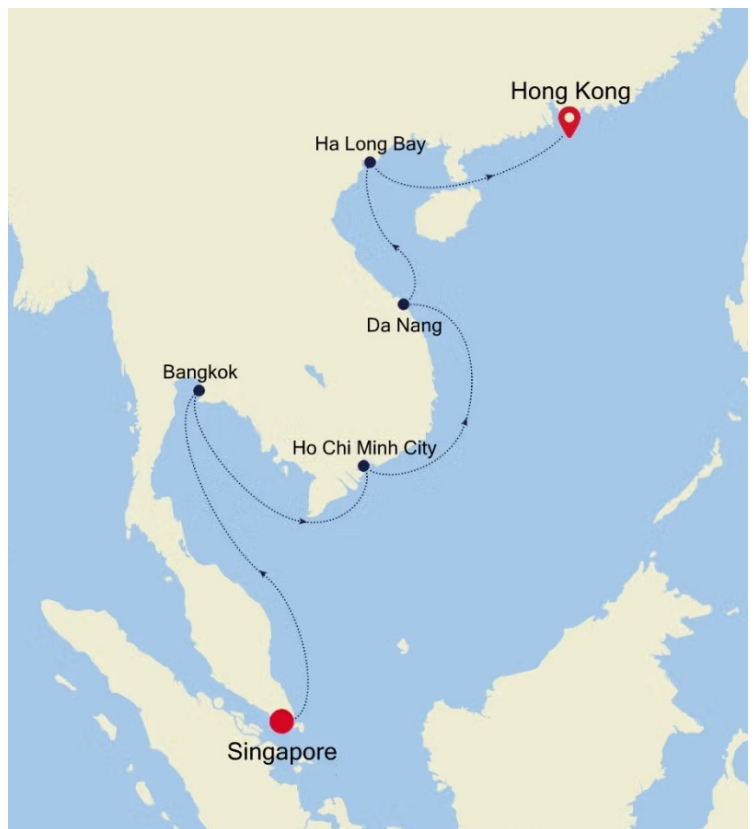 Hong Kong
Ha Long Bay
Da Nang
Bangkok
Ho Chi Minh City
Singapore